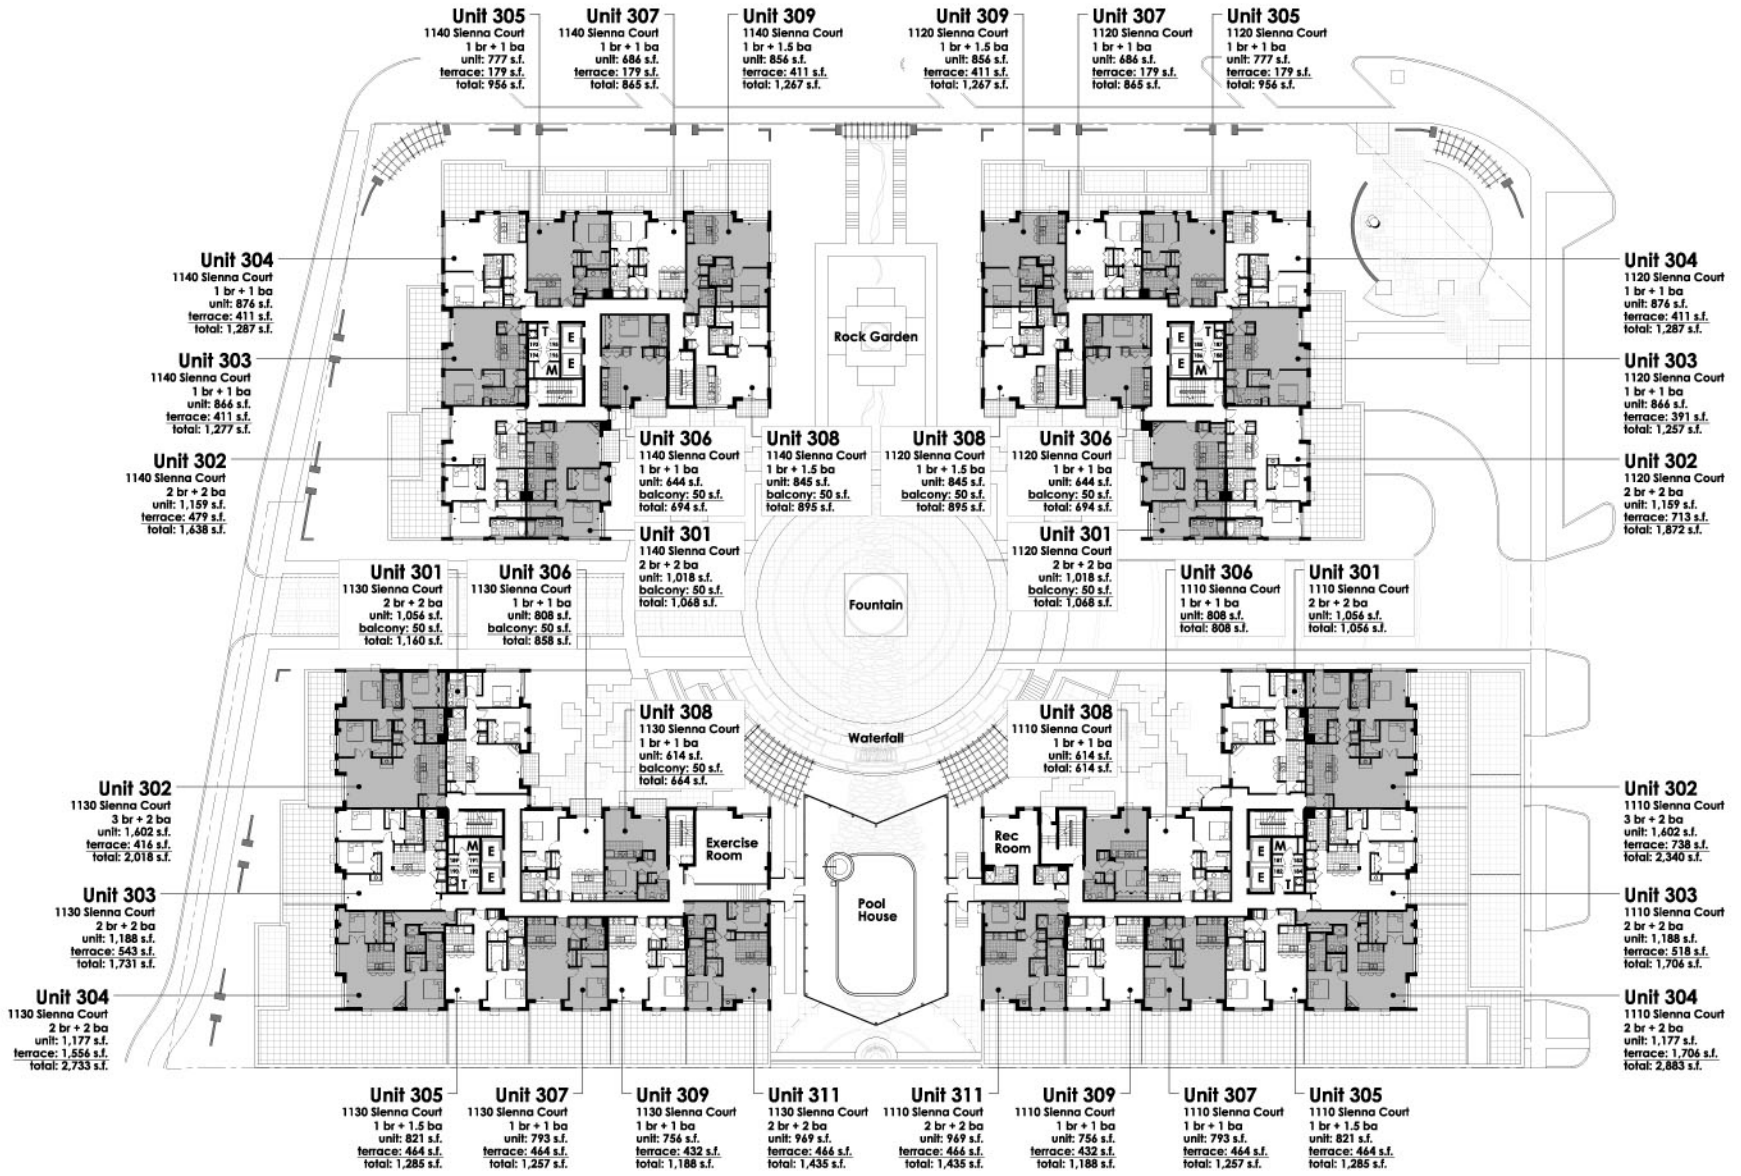 Unit 305
1140 Sienna Court
1 br + 1 ba
unit: 777 s.f.
terrace: 179 s.f.
total: 956 s.f.
Unit 307
1140 Sienna Court
1 br + 1 ba
unit: 686 s.f.
terrace: 179 s.f.
total: 865 s.f.
Unit 309
1140 Sienna Court
1 br + 1.5 ba
unit: 856 s.f.
terrace: 411 s.f.
total: 1,267 s.f.
Unit 309
1120 Sienna Court
1 br + 1.5 ba
unit: 856 s.f.
terrace: 411 s.f.
total: 1,267 s.f.
Unit 307
1120 Sienna Court
1 br + 1 ba
unit: 686 s.f.
terrace: 179 s.f.
total: 865 s.f.
Unit 305
1120 Sienna Court
1 br + 1 ba
unit: 777 s.f.
terrace: 179 s.f.
total: 956 s.f.
Unit 304
1140 Sienna Court
1 br + 1 ba
unit: 876 s.f.
terrace: 411 s.f.
total: 1,287 s.f.
Unit 303
1140 Sienna Court
1 br + 1 ba
unit: 866 s.f.
terrace: 411 s.f.
total: 1,277 s.f.
Unit 302
1140 Sienna Court
2 br + 2 ba
unit: 1,159 s.f.
terrace: 479 s.f.
total: 1,638 s.f.
T
E
E
M
Rock Garden
E
E
T
M
Unit 304
1120 Sienna Court
1 br + 1 ba
unit: 876 s.f.
terrace: 411 s.f.
total: 1,287 s.f.
Unit 303
1120 Sienna Court
1 br + 1 ba
unit: 866 s.f.
terrace: 391 s.f.
total: 1,257 s.f.
Unit 302
1120 Sienna Court
2 br + 2 ba
unit: 1,159 s.f.
terrace: 713 s.f.
total: 1,872 s.f.
Unit 306
1140 Sienna Court
1 br + 1 ba
unit: 644 s.f.
balcony: 50 s.f.
total: 694 s.f.
Unit 308
1140 Sienna Court
1 br + 1.5 ba
unit: 845 s.f.
balcony: 50 s.f.
total: 895 s.f.
Unit 308
1120 Sienna Court
1 br + 1.5 ba
unit: 845 s.f.
balcony: 50 s.f.
total: 895 s.f.
Unit 306
1120 Sienna Court
1 br + 1 ba
unit: 644 s.f.
balcony: 50 s.f.
total: 694 s.f.
Unit 301
1140 Sienna Court
2 br + 2 ba
unit: 1,018 s.f.
balcony: 50 s.f.
total: 1,068 s.f.
Unit 301
1120 Sienna Court
2 br + 2 ba
unit: 1,018 s.f.
balcony: 50 s.f.
total: 1,068 s.f.
Unit 301
1130 Sienna Court
2 br + 2 ba
unit: 1,056 s.f.
balcony: 50 s.f.
total: 1,160 s.f.
Unit 306
1130 Sienna Court
1 br + 1 ba
unit: 808 s.f.
balcony: 50 s.f.
total: 858 s.f.
Fountain
Unit 306
1110 Sienna Court
1 br + 1 ba
unit: 808 s.f.
total: 808 s.f.
Unit 301
1110 Sienna Court
2 br + 2 ba
unit: 1,056 s.f.
total: 1,056 s.f.
Unit 308
1130 Sienna Court
1 br + 1 ba
unit: 614 s.f.
balcony: 50 s.f.
total: 664 s.f.
Waterfall
Unit 308
1110 Sienna Court
1 br + 1 ba
unit: 614 s.f.
total: 614 s.f.
Unit 302
1130 Sienna Court
3 br + 2 ba
unit: 1,602 s.f.
terrace: 416 s.f.
total: 2,018 s.f.
Unit 303
1130 Sienna Court
2 br + 2 ba
unit: 1,188 s.f.
terrace: 543 s.f.
total: 1,731 s.f.
Unit 304
1130 Sienna Court
2 br + 2 ba
unit: 1,177 s.f.
terrace: 1,556 s.f.
total: 2,733 s.f.
M
E
E
T
Exercise
Room
Pool
House
Rec
Room
E
E
M
T
Unit 302
1110 Sienna Court
3 br + 2 ba
unit: 1,602 s.f.
terrace: 738 s.f.
total: 2,340 s.f.
Unit 303
1110 Sienna Court
2 br + 2 ba
unit: 1,188 s.f.
terrace: 518 s.f.
total: 1,706 s.f.
Unit 304
1110 Sienna Court
2 br + 2 ba
unit: 1,177 s.f.
terrace: 1,706 s.f.
total: 2,883 s.f.
Unit 305
1130 Sienna Court
1 br + 1.5 ba
unit: 821 s.f.
terrace: 464 s.f.
total: 1,285 s.f.
Unit 307
1130 Sienna Court
1 br + 1 ba
unit: 793 s.f.
terrace: 464 s.f.
total: 1,257 s.f.
Unit 309
1130 Sienna Court
1 br + 1 ba
unit: 756 s.f.
terrace: 432 s.f.
total: 1,188 s.f.
Unit 311
1130 Sienna Court
2 br + 2 ba
unit: 969 s.f.
terrace: 466 s.f.
total: 1,435 s.f.
Unit 311
1110 Sienna Court
2 br + 2 ba
unit: 969 s.f.
terrace: 466 s.f.
total: 1,435 s.f.
Unit 309
1110 Sienna Court
1 br + 1 ba
unit: 756 s.f.
terrace: 432 s.f.
total: 1,188 s.f.
Unit 307
1110 Sienna Court
1 br + 1 ba
unit: 793 s.f.
terrace: 464 s.f.
total: 1,257 s.f.
Unit 305
1110 Sienna Court
1 br + 1.5 ba
unit: 821 s.f.
terrace: 464 s.f.
total: 1,285 s.f.